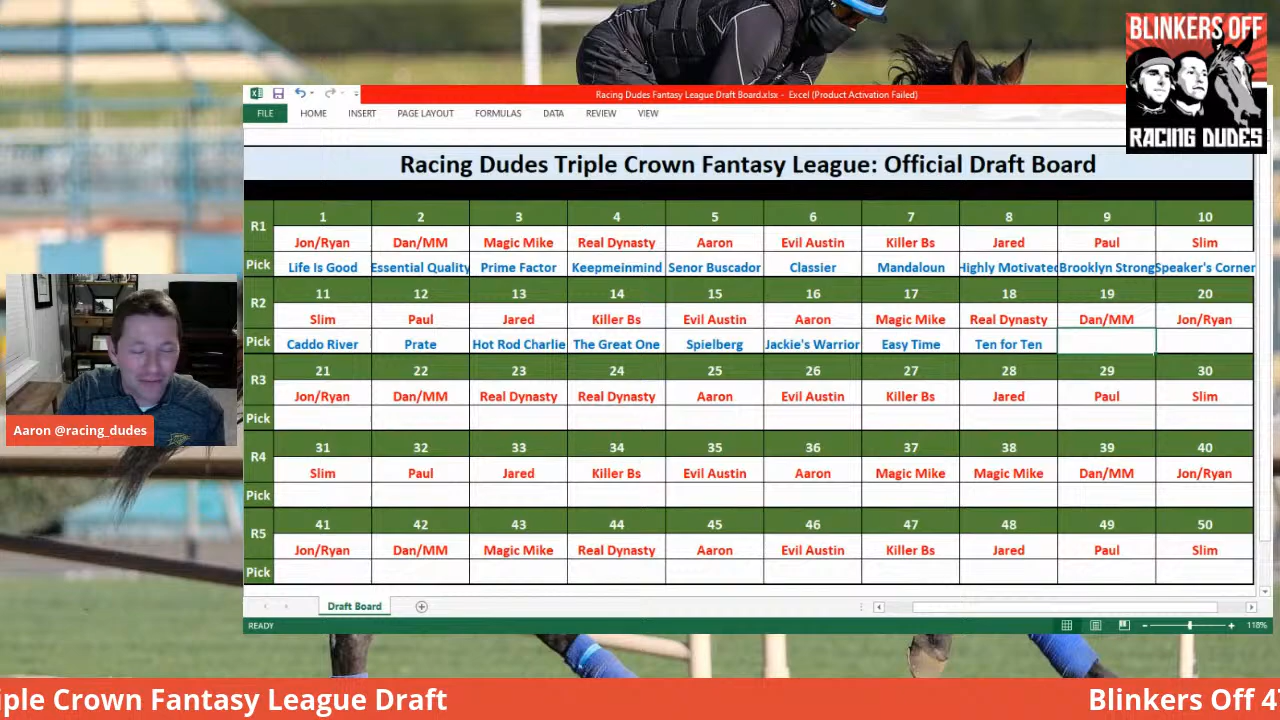 BLINKERS OFF
RACING DUDES
Racing Dudes Fantasy League Draft Board.xlsx - Excel (Product Activation Failed)
FILE HOME INSERT PAGE LAYOUT FORMULAS DATA REVIEW VIEW
Racing Dudes Triple Crown Fantasy League: Official Draft Board
R1 1 2 3 4 5 6 7 8 9 10
Jon/Ryan Dan/MM Magic Mike Real Dynasty Aaron Evil Austin Killer Bs Jared Paul Slim
Pick Life Is Good Essential Quality Prime Factor Keepmeinmind Senor Buscador Classier Mandaloun Highly Motivated Brooklyn Strong Speaker's Corner
R2 11 12 13 14 15 16 17 18 19 20
Slim Paul Jared Killer Bs Evil Austin Aaron Magic Mike Real Dynasty Dan/MM Jon/Ryan
Pick Caddo River Prate Hot Rod Charlie The Great One Spielberg Jackie's Warrior Easy Time Ten for Ten
R3 21 22 23 24 25 26 27 28 29 30
Jon/Ryan Dan/MM Real Dynasty Real Dynasty Aaron Evil Austin Killer Bs Jared Paul Slim
Pick
R4 31 32 33 34 35 36 37 38 39 40
Slim Paul Jared Killer Bs Evil Austin Aaron Magic Mike Magic Mike Dan/MM Jon/Ryan
Pick
R5 41 42 43 44 45 46 47 48 49 50
Jon/Ryan Dan/MM Magic Mike Real Dynasty Aaron Evil Austin Killer Bs Jared Paul Slim
Pick
Draft Board
READY 118%
Aaron @racing_dudes
iple Crown Fantasy League Draft Blinkers Off 47